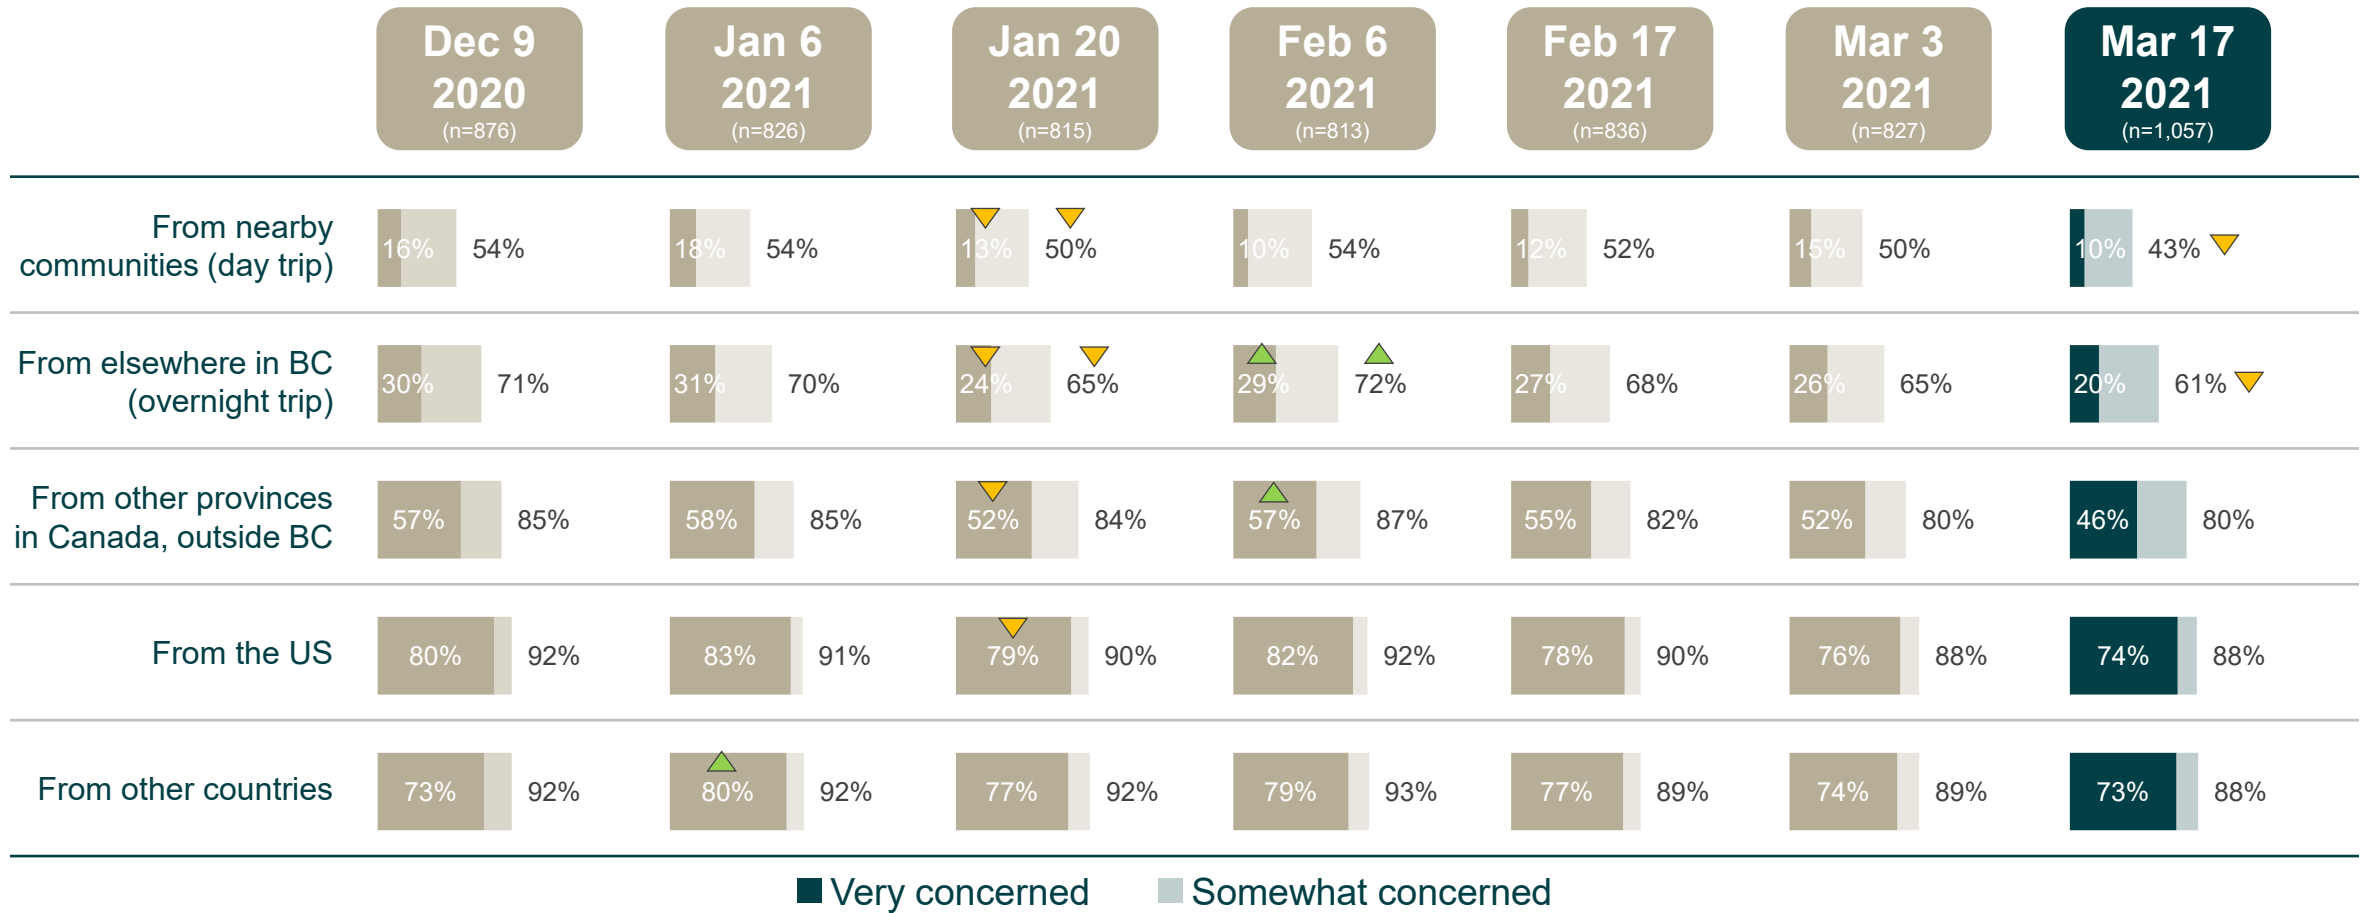 Dec 9
2020
(n=876)
Jan 6
2021
(n=826)
Jan 20
2021
(n=815)
Feb 6
2021
(n=813)
Feb 17
2021
(n=836)
Mar 3
2021
(n=827)
Mar 17
2021
(n=1,057)
From nearby
communities (day trip)
16% 54% 18% 54% 13% 50% 10% 54% 12% 52% 15% 50% 10% 43%
From elsewhere in BC
(overnight trip)
30% 71% 31% 70% 24% 65% 29% 72% 27% 68% 26% 65% 20% 61%
From other provinces
in Canada, outside BC
57% 85% 58% 85% 52% 84% 57% 87% 55% 82% 52% 80% 46% 80%
From the US
80% 92% 83% 91% 79% 90% 82% 92% 78% 90% 76% 88% 74% 88%
From other countries
73% 92% 80% 92% 77% 92% 79% 93% 77% 89% 74% 89% 73% 88%
Very concerned Somewhat concerned